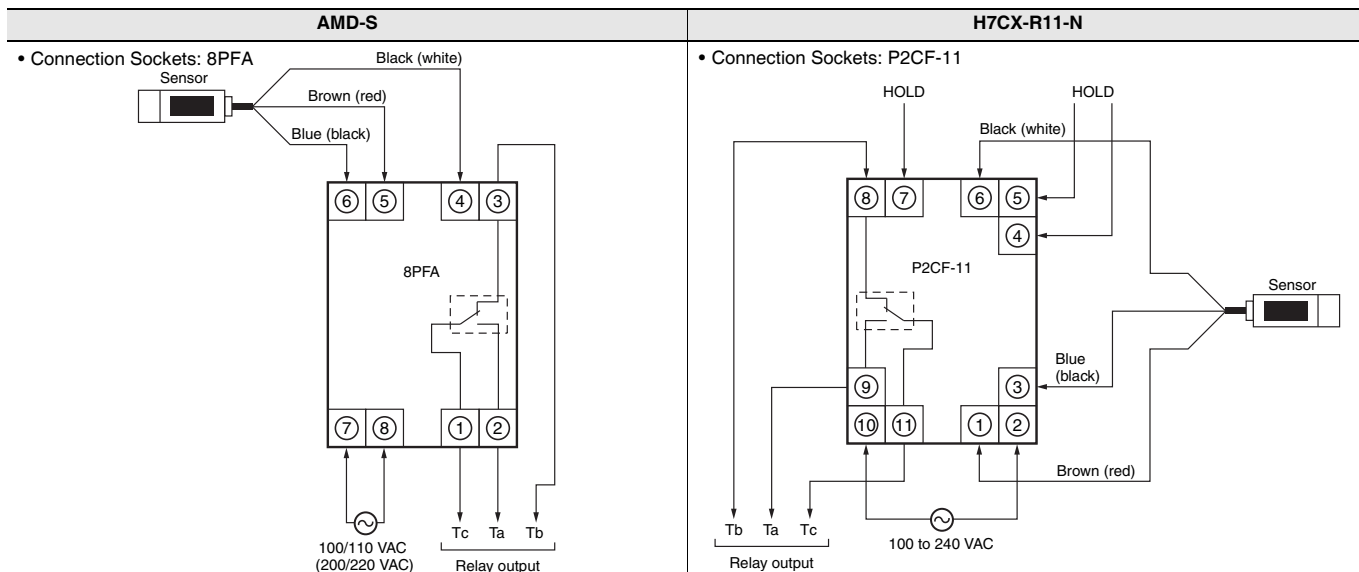 AMD-S
• Connection Sockets: 8PFA
Sensor
Black (white)
Brown (red)
Blue (black)
6 5 4 3
8PFA
7 8 1 2
Tc Ta Tb
100/110 VAC
(200/220 VAC)
Relay output
H7CX-R11-N
• Connection Sockets: P2CF-11
HOLD HOLD
Black (white)
8 7 6 5
4
P2CF-11
Sensor
Blue
(black)
9 3
10 11 1 2
Brown (red)
Tb Ta Tc
100 to 240 VAC
Relay output